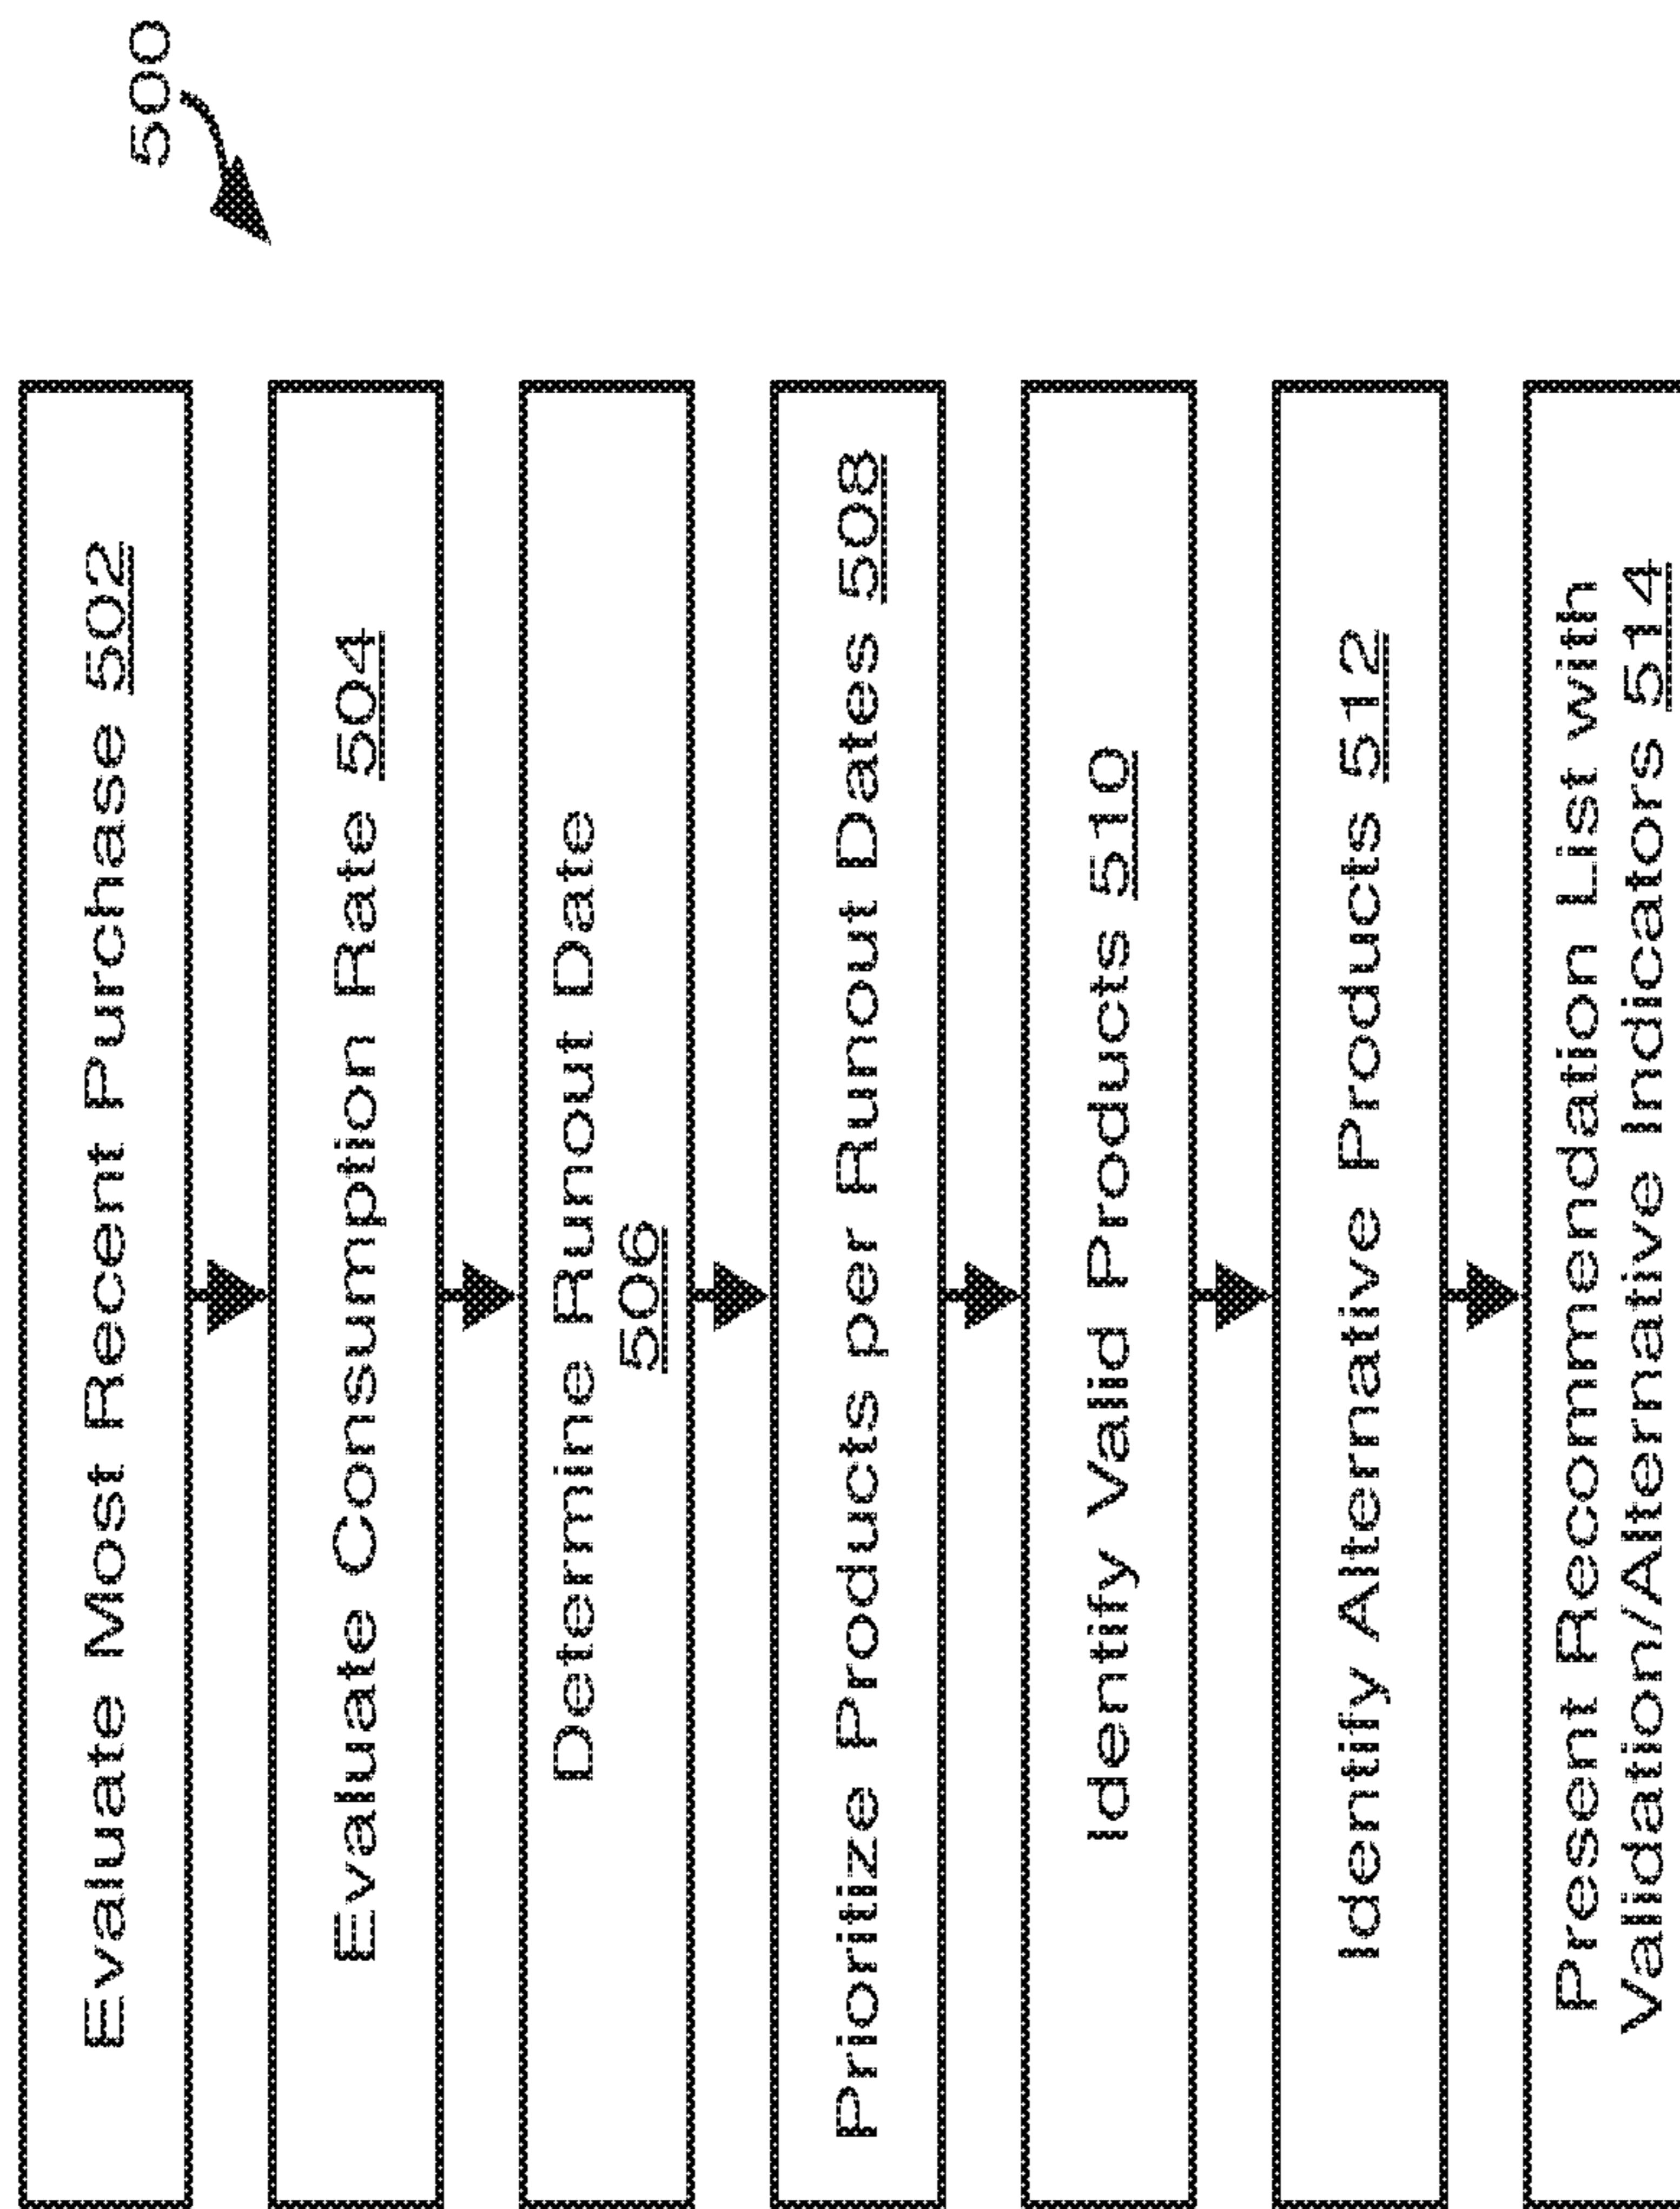 500
Evaluate Most Recent Purchase 502
Evaluate Consumption Rate 504
Determine Runout Date
506
Prioritize Products per Runout Dates 508
Identify Valid Products 510
Identify Alternative Products 512
Present Recommendation List with
Validation/Alternative Indicators 514